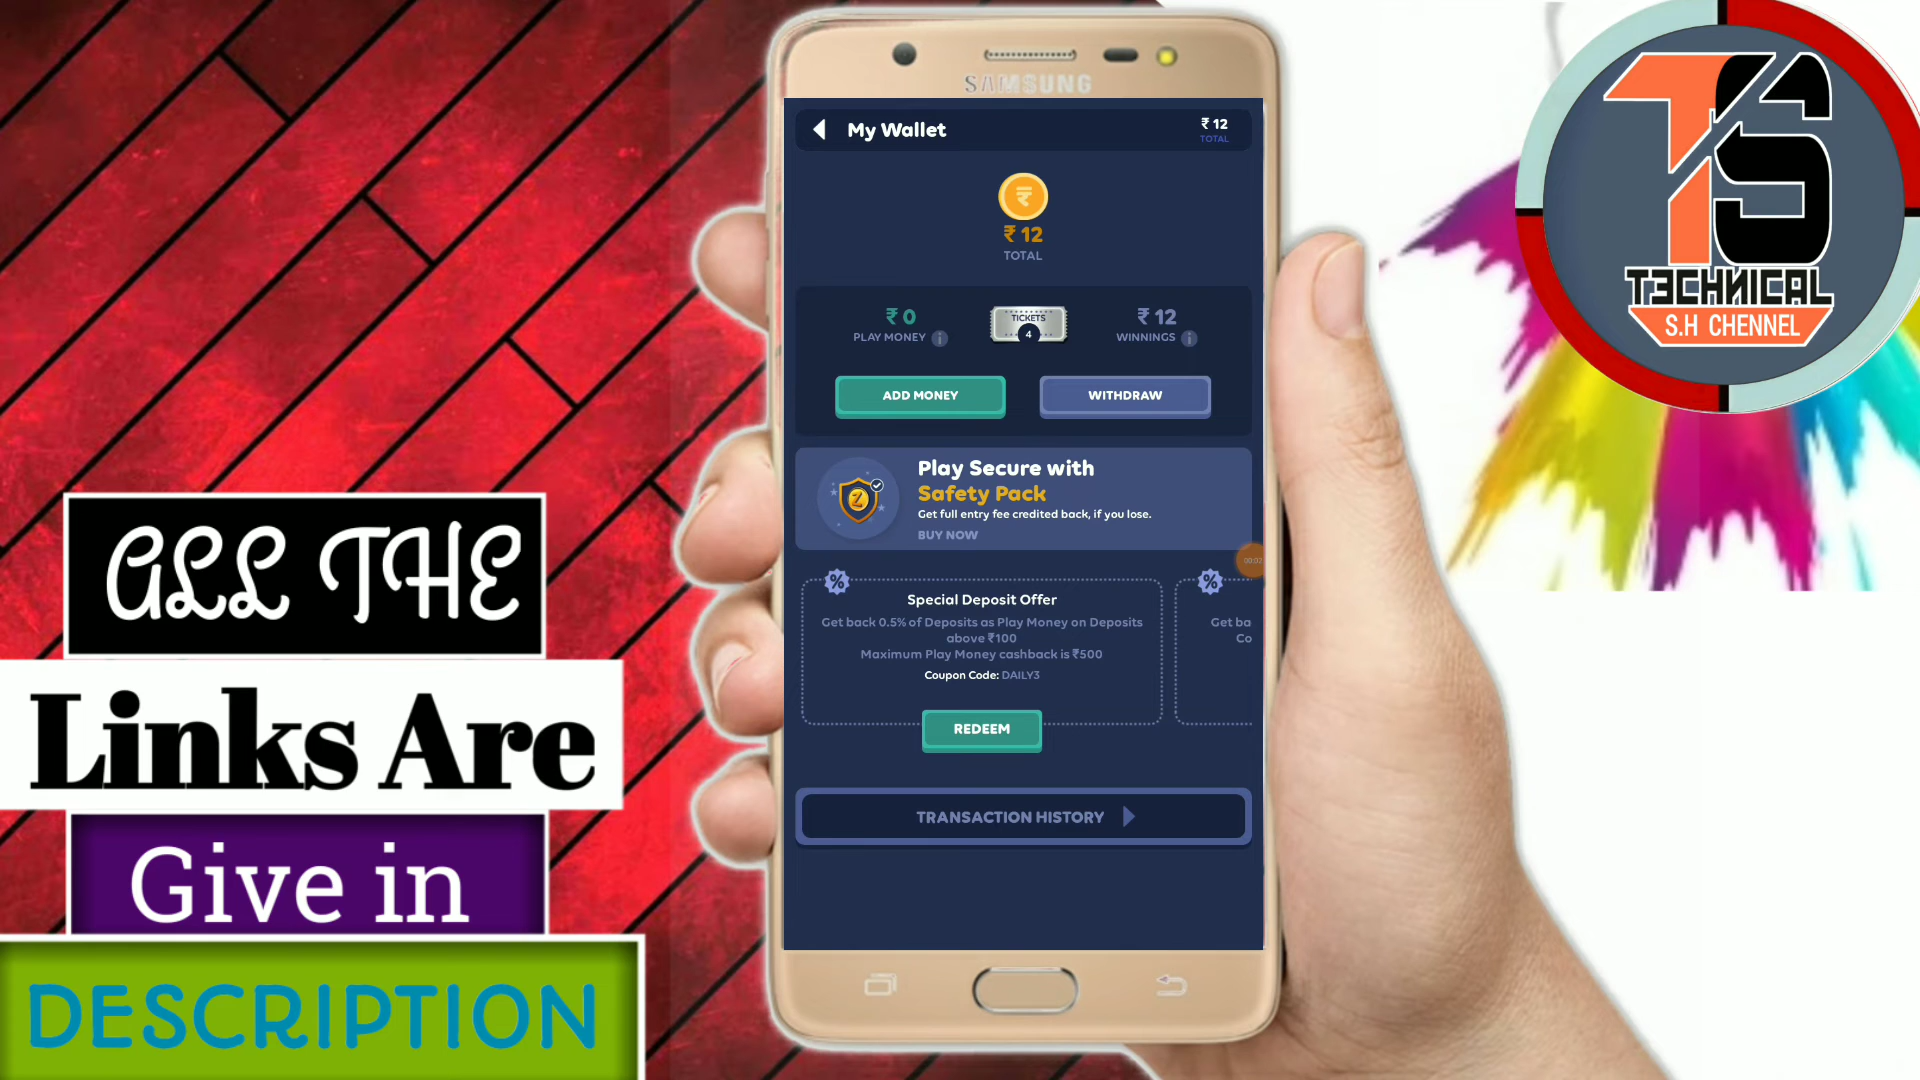 SAMSUNG
My Wallet
₹ 12
TOTAL
₹ 12
TOTAL
₹ 0
PLAY MONEY
TICKETS
4
₹ 12
WINNINGS
ADD MONEY
WITHDRAW
Play Secure with
Safety Pack
Get full entry fee credited back, if you lose.
BUY NOW
00:02
%
Special Deposit Offer
Get back 0.5% of Deposits as Play Money on Deposits
above ₹100
Maximum Play Money cashback is ₹500
Coupon Code: DAILY3
REDEEM
%
Get ba
Co
TRANSACTION HISTORY
ALL THE
Links Are
Give in
DESCRIPTION
TS
TECHNICAL
S.H CHENNEL